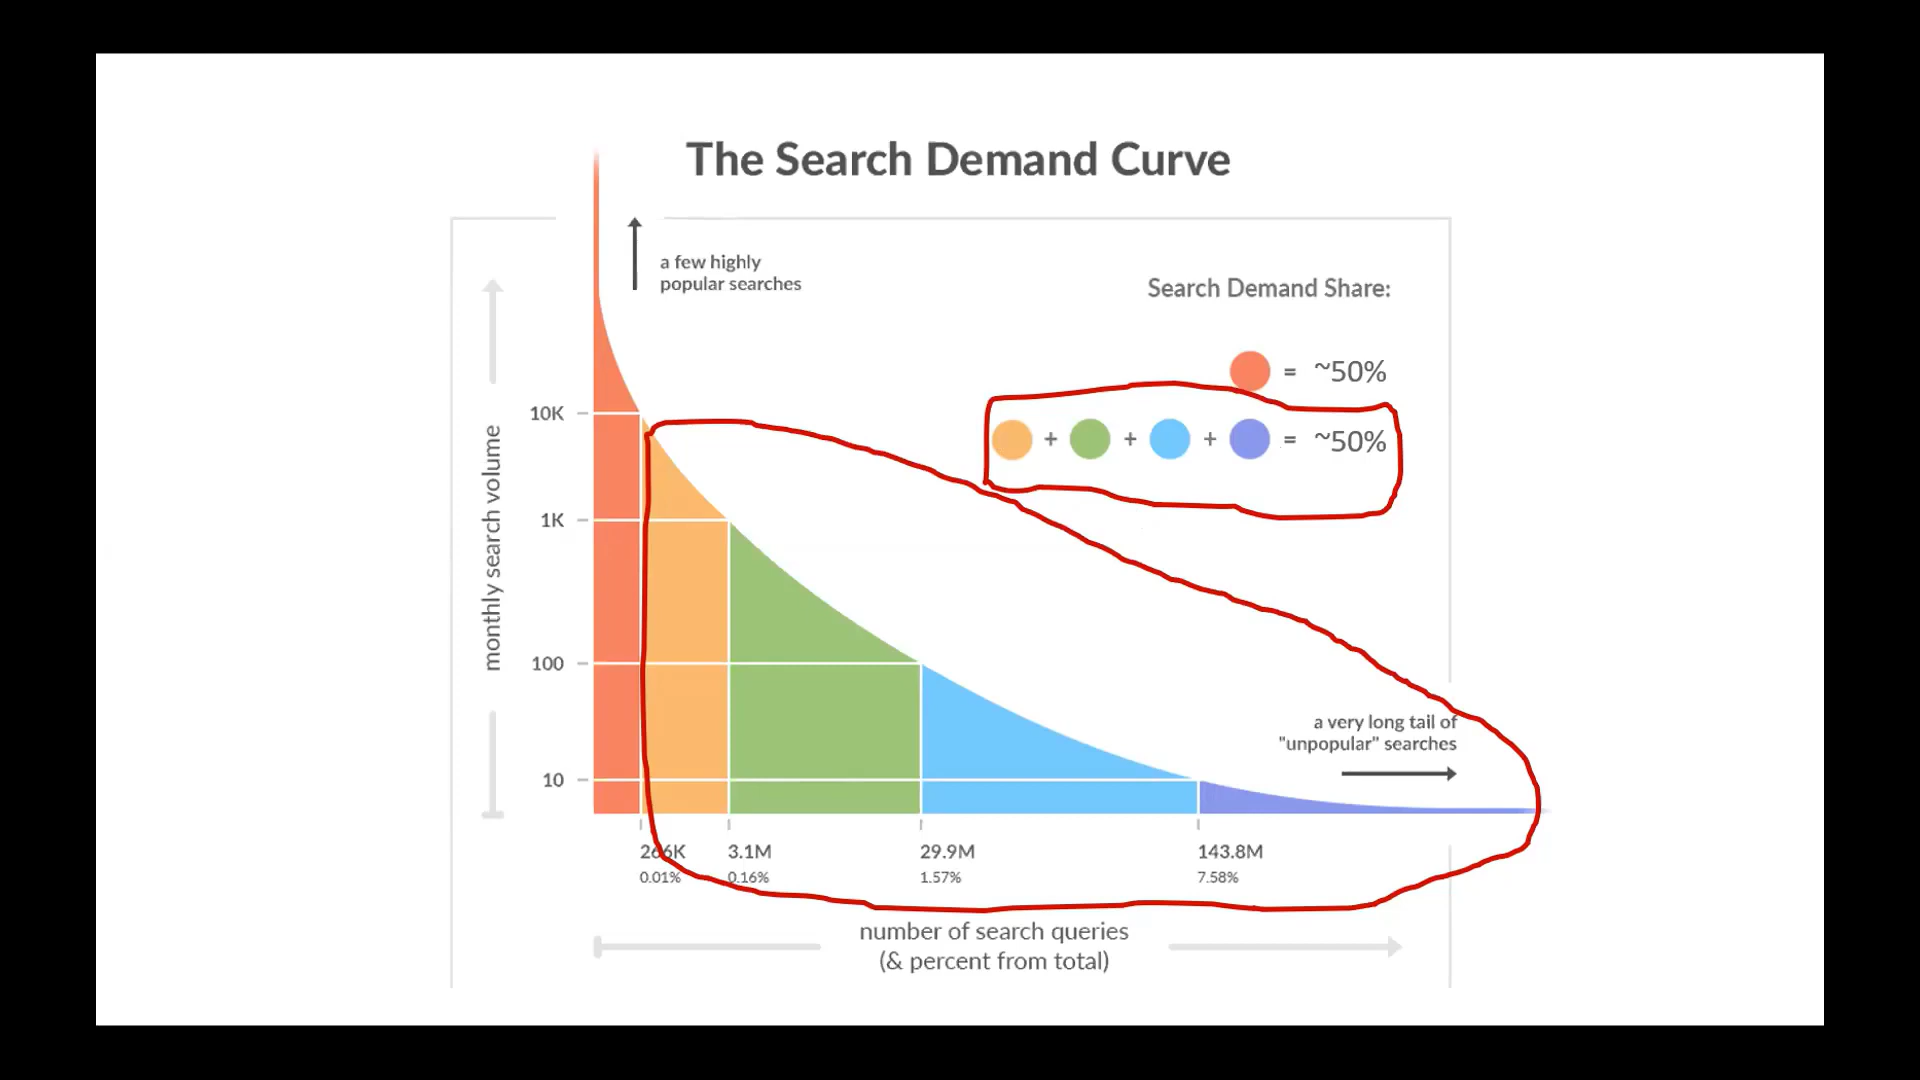 The Search Demand Curve
a few highly
popular searches
Search Demand Share:
= ~50%
+ + + = ~50%
monthly search volume
10K
1K
100
10
a very long tail of
"unpopular" searches
266K 3.1M 29.9M 143.8M
0.01% 0.16% 1.57% 7.58%
number of search queries
(& percent from total)